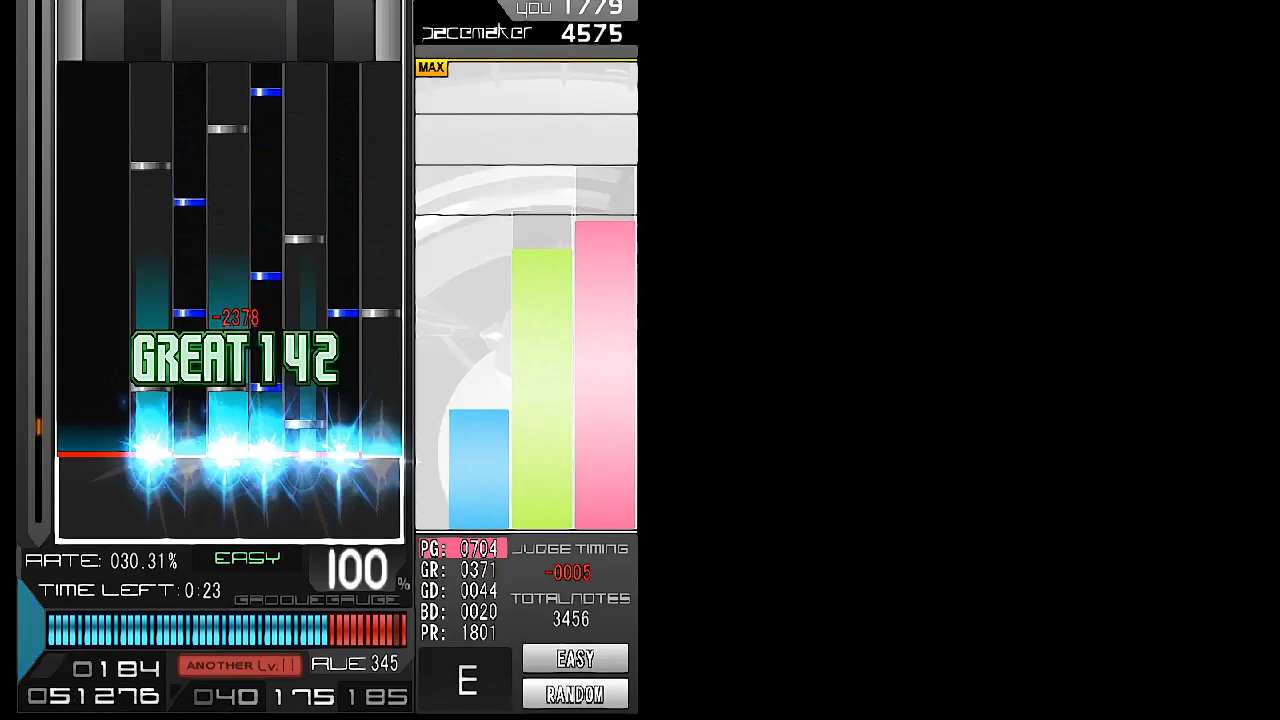 you 1779
pacemaker 4575
MAX
-2378
GREAT 142
RATE: 030.31%
EASY
100%
TIME LEFT: 0:23
GROOVEGAUGE
0184
ANOTHER Lv.11
AVE 345
051276
040 175 185
PG: 0704
GR: 0371
GD: 0044
BD: 0020
PR: 1801
JUDGE TIMING
-0005
TOTALNOTES
3456
E
EASY
RANDOM